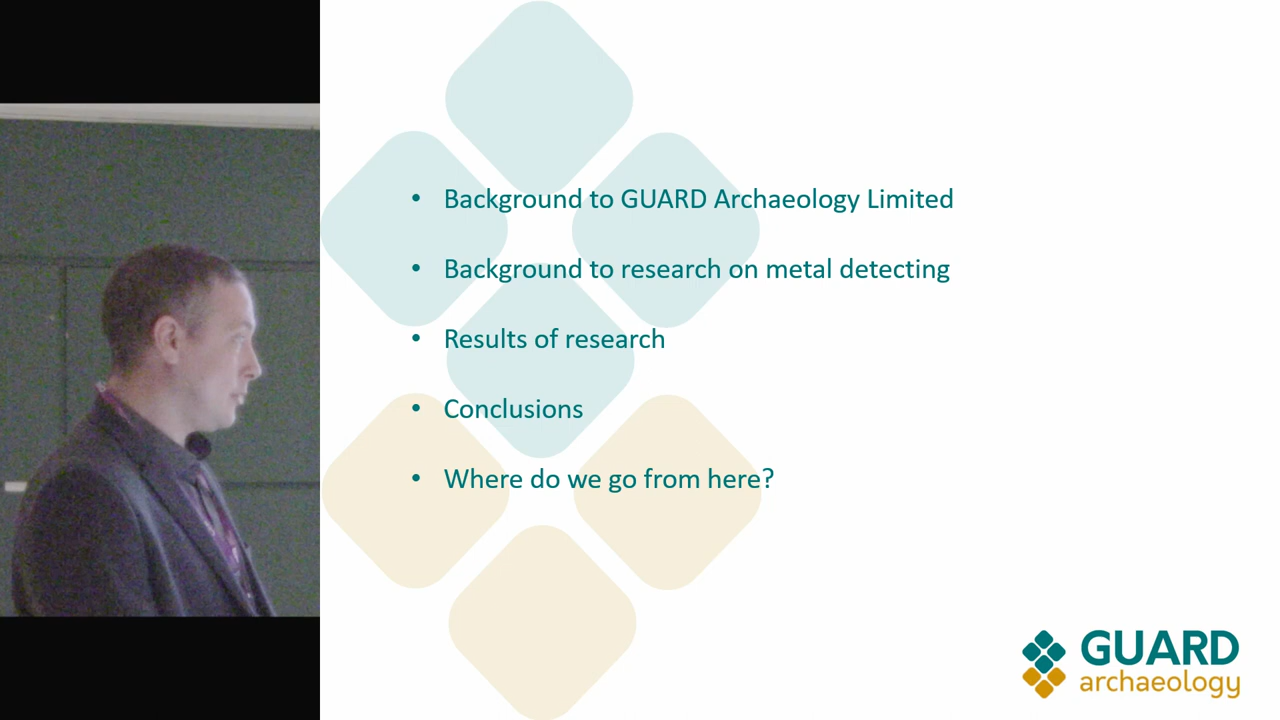 • Background to GUARD Archaeology Limited
• Background to research on metal detecting
• Results of research
• Conclusions
• Where do we go from here?
GUARD
archaeology